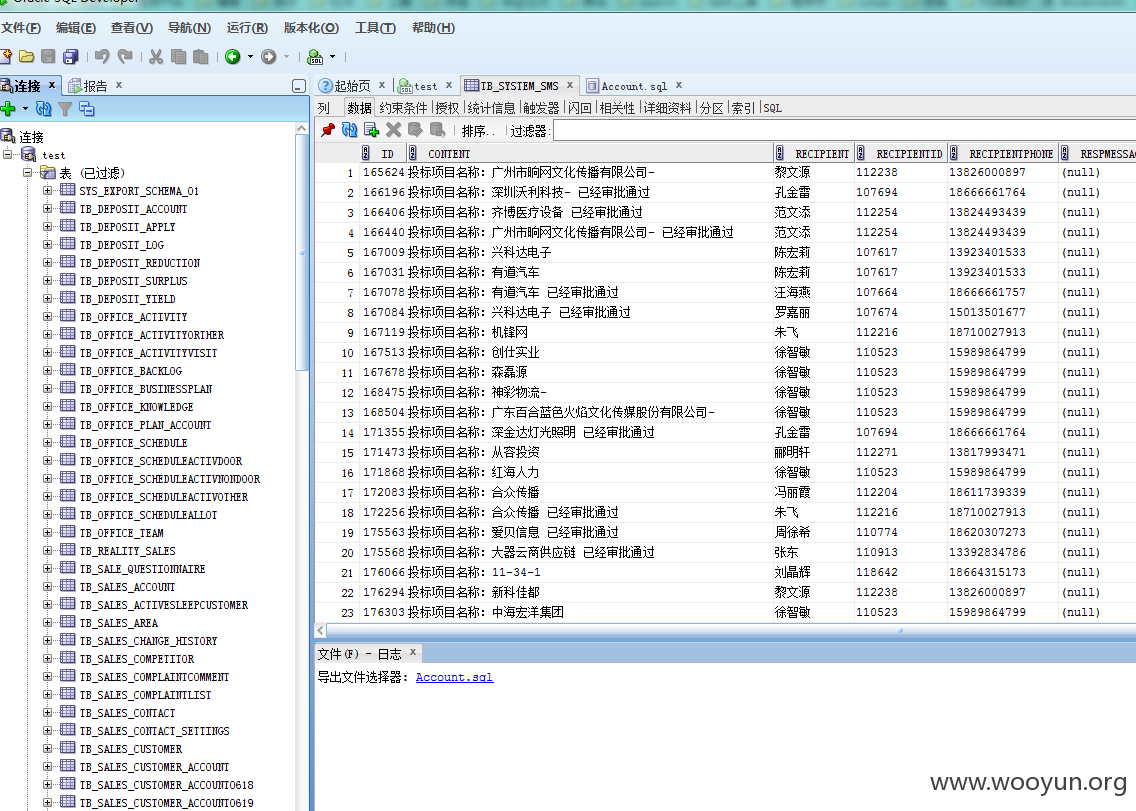 Oracle SQL Developer
文件(F) 编辑(E) 查看(V) 导航(N) 运行(R) 版本化(O) 工具(T) 帮助(H)
连接 × 报告 ×
起始页 × test × TB_SYSTEM_SMS × Account.sql ×
列 数据 约束条件 授权 统计信息 触发器 闪回 相关性 详细资料 分区 索引 SQL
排序.. 过滤器:
连接
test
表 (已过滤)
SYS_EXPORT_SCHEMA_01
TB_DEPOSIT_ACCOUNT
TB_DEPOSIT_APPLY
TB_DEPOSIT_LOG
TB_DEPOSIT_REDUCTION
TB_DEPOSIT_SURPLUS
TB_DEPOSIT_YIELD
TB_OFFICE_ACTIVITY
TB_OFFICE_ACTIVITYORTHER
TB_OFFICE_ACTIVITYVISIT
TB_OFFICE_BACKLOG
TB_OFFICE_BUSINESSPLAN
TB_OFFICE_KNOWLEDGE
TB_OFFICE_PLAN_ACCOUNT
TB_OFFICE_SCHEDULE
TB_OFFICE_SCHEDULEACTIVDOOR
TB_OFFICE_SCHEDULEACTIVNONDOOR
TB_OFFICE_SCHEDULEACTIVOTHER
TB_OFFICE_SCHEDULEALLOT
TB_OFFICE_TEAM
TB_REALITY_SALES
TB_SALE_QUESTIONNAIRE
TB_SALES_ACCOUNT
TB_SALES_ACTIVESLEEPCUSTOMER
TB_SALES_AREA
TB_SALES_CHANGE_HISTORY
TB_SALES_COMPETITOR
TB_SALES_COMPLAINTCOMMENT
TB_SALES_COMPLAINTLIST
TB_SALES_CONTACT
TB_SALES_CONTACT_SETTINGS
TB_SALES_CUSTOMER
TB_SALES_CUSTOMER_ACCOUNT
TB_SALES_CUSTOMER_ACCOUNT0618
TB_SALES_CUSTOMER_ACCOUNT0619
ID CONTENT RECIPIENT RECIPIENTID RECIPIENTPHONE RESPMESSAG
1 165624 投标项目名称: 广州市晌网文化传播有限公司- 黎文源 112238 13826000897 (null)
2 166196 投标项目名称: 深圳沃利科技- 已经审批通过 孔金雷 107694 18666661764 (null)
3 166406 投标项目名称: 齐博医疗设备 已经审批通过 范文添 112254 13824493439 (null)
4 166440 投标项目名称: 广州市晌网文化传播有限公司- 已经审批通过 范文添 112254 13824493439 (null)
5 167009 投标项目名称: 兴科达电子 陈宏莉 107617 13923401533 (null)
6 167031 投标项目名称: 有道汽车 陈宏莉 107617 13923401533 (null)
7 167078 投标项目名称: 有道汽车 已经审批通过 汪海燕 107664 18666661757 (null)
8 167084 投标项目名称: 兴科达电子 已经审批通过 罗嘉丽 107674 15013501677 (null)
9 167119 投标项目名称: 机锋网 朱飞 112216 18710027913 (null)
10 167513 投标项目名称: 创仕实业 徐智敏 110523 15989864799 (null)
11 167678 投标项目名称: 森磊源 徐智敏 110523 15989864799 (null)
12 168475 投标项目名称: 神彩物流- 徐智敏 110523 15989864799 (null)
13 168504 投标项目名称: 广东百合蓝色火焰文化传媒股份有限公司- 徐智敏 110523 15989864799 (null)
14 171355 投标项目名称: 深金达灯光照明 已经审批通过 孔金雷 107694 18666661764 (null)
15 171473 投标项目名称: 从容投资 郦明轩 112271 13817993471 (null)
16 171868 投标项目名称: 红海人力 徐智敏 110523 15989864799 (null)
17 172083 投标项目名称: 合众传播 冯丽霞 112204 18611739339 (null)
18 172256 投标项目名称: 合众传播 已经审批通过 朱飞 112216 18710027913 (null)
19 175563 投标项目名称: 爱贝信息 已经审批通过 周徐希 110774 18620307273 (null)
20 175568 投标项目名称: 大器云商供应链 已经审批通过 张东 110913 13392834786 (null)
21 176066 投标项目名称: 11-34-1 刘晶辉 118642 18664315173 (null)
22 176294 投标项目名称: 新科佳都 黎文源 112238 13826000897 (null)
23 176303 投标项目名称: 中海宏洋集团 徐智敏 110523 15989864799 (null)
文件(F) - 日志 ×
导出文件选择器: Account.sql
www.wooyun.org